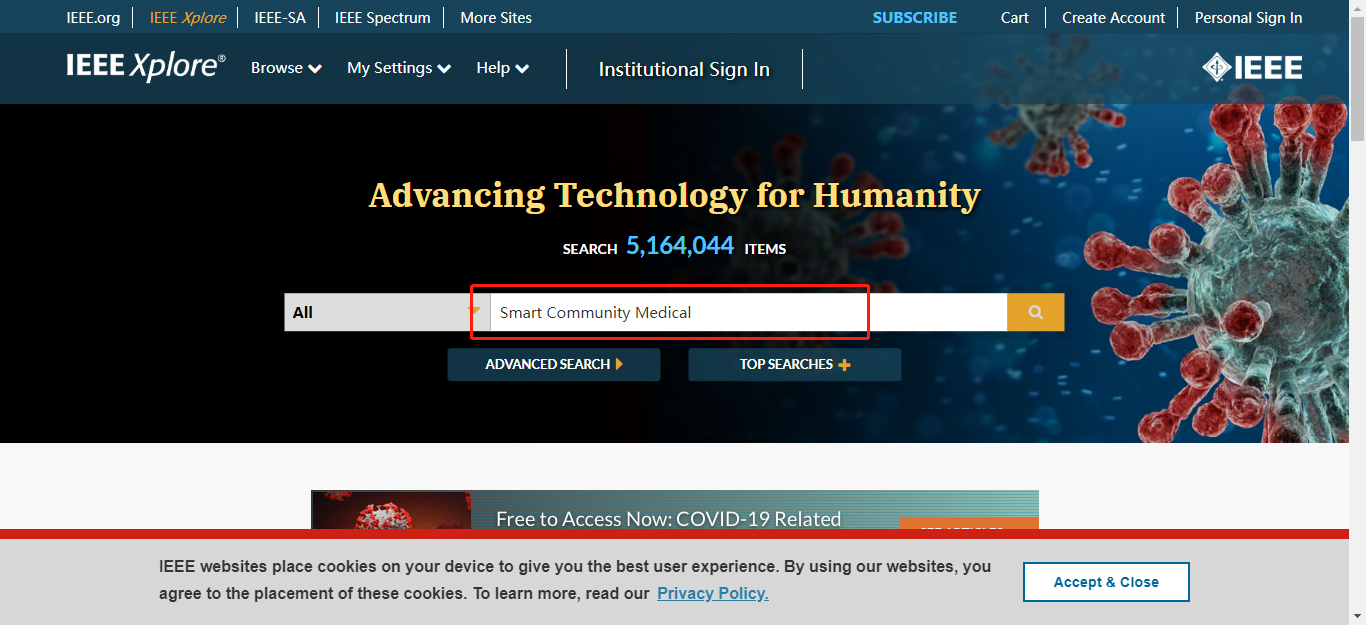 IEEE.org IEEE Xplore IEEE-SA IEEE Spectrum More Sites SUBSCRIBE Cart Create Account Personal Sign In
IEEE Xplore® Browse My Settings Help Institutional Sign In IEEE
Advancing Technology for Humanity
SEARCH 5,164,044 ITEMS
All Smart Community Medical
ADVANCED SEARCH TOP SEARCHES
Free to Access Now: COVID-19 Related
IEEE websites place cookies on your device to give you the best user experience. By using our websites, you
agree to the placement of these cookies. To learn more, read our Privacy Policy.
Accept & Close